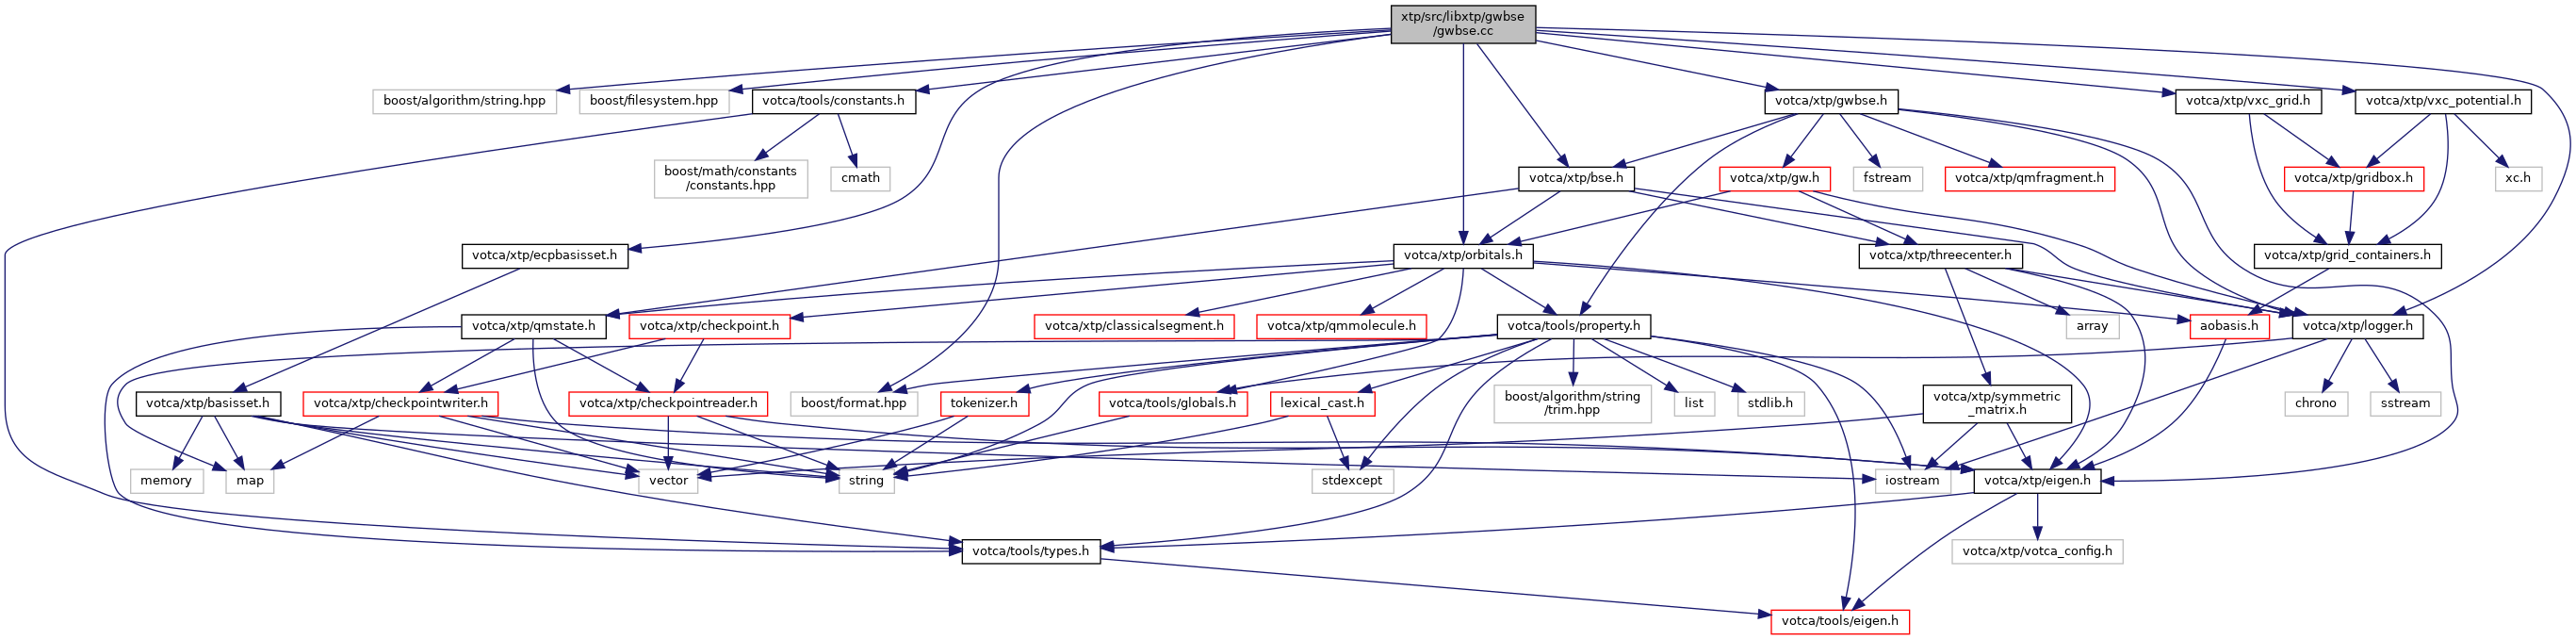 xtp/src/libxtp/gwbse
/gwbse.cc
boost/algorithm/string.hpp
boost/filesystem.hpp
votca/tools/constants.h
votca/xtp/gwbse.h
votca/xtp/vxc_grid.h
votca/xtp/vxc_potential.h
boost/math/constants
/constants.hpp
cmath
votca/xtp/bse.h
votca/xtp/gw.h
fstream
votca/xtp/qmfragment.h
votca/xtp/gridbox.h
xc.h
votca/xtp/ecpbasisset.h
votca/xtp/orbitals.h
votca/xtp/threecenter.h
votca/xtp/grid_containers.h
votca/xtp/qmstate.h
votca/xtp/checkpoint.h
votca/xtp/classicalsegment.h
votca/xtp/qmmolecule.h
votca/tools/property.h
array
aobasis.h
votca/xtp/logger.h
votca/xtp/basisset.h
votca/xtp/checkpointwriter.h
votca/xtp/checkpointreader.h
boost/format.hpp
tokenizer.h
votca/tools/globals.h
lexical_cast.h
boost/algorithm/string
/trim.hpp
list
stdlib.h
votca/xtp/symmetric
_matrix.h
chrono
sstream
memory
map
vector
string
stdexcept
iostream
votca/xtp/eigen.h
votca/tools/types.h
votca/xtp/votca_config.h
votca/tools/eigen.h